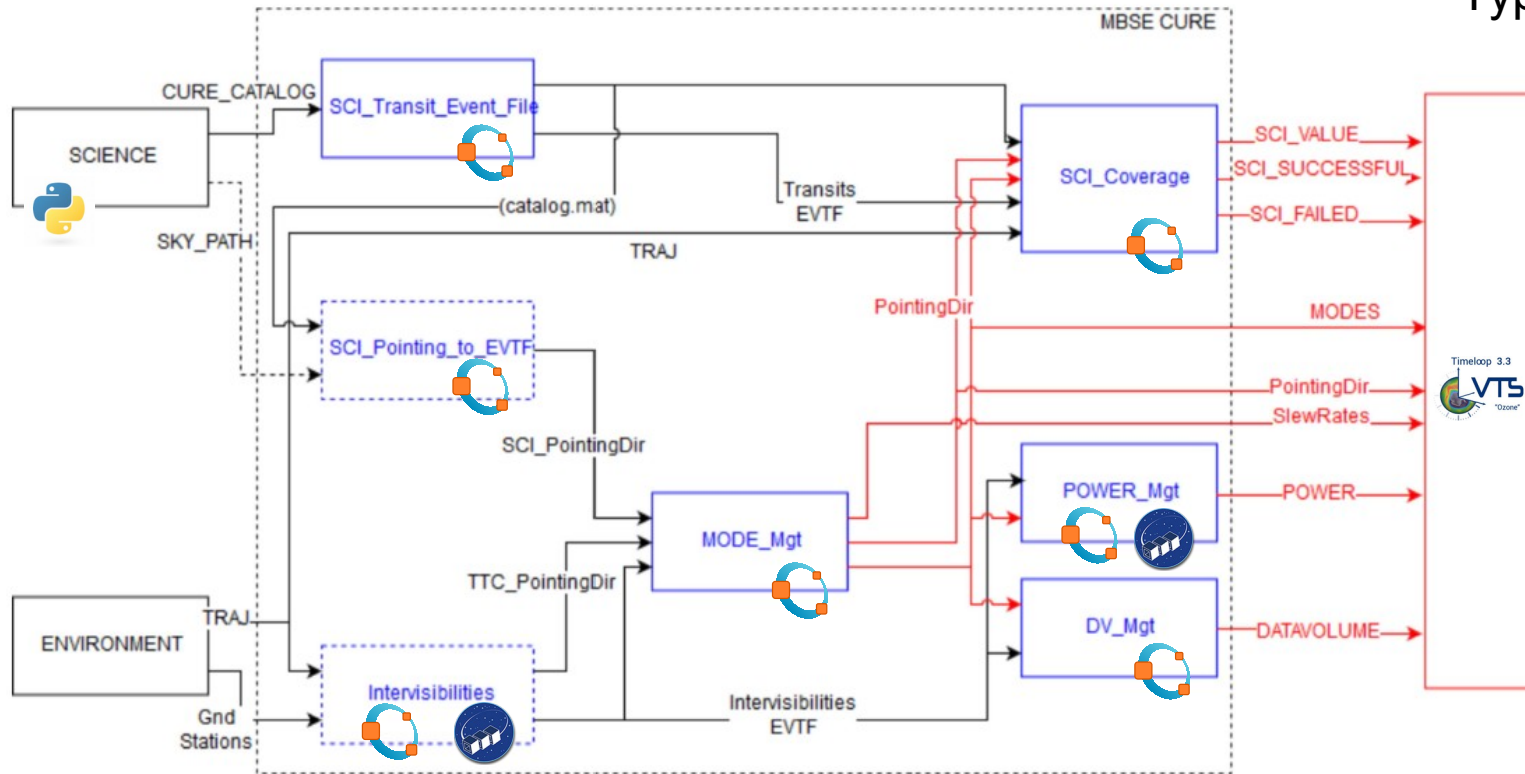 Typ
MBSE CURE
CURE_CATALOG
SCI_Transit_Event_File
SCIENCE
SCI_VALUE
SCI_SUCCESSFUL
SCI_Coverage
Transits
EVTF
(catalog.mat)
SCI_FAILED
SKY_PATH
TRAJ
PointingDir
MODES
SCI_Pointing_to_EVTF
Timeloop 3.3
VTS
"Ozone"
PointingDir
SlewRates
SCI_PointingDir
POWER_Mgt
POWER
MODE_Mgt
TTC_PointingDir
TRAJ
DV_Mgt
DATAVOLUME
ENVIRONMENT
Intervisibilities
Gnd
Stations
Intervisibilities
EVTF